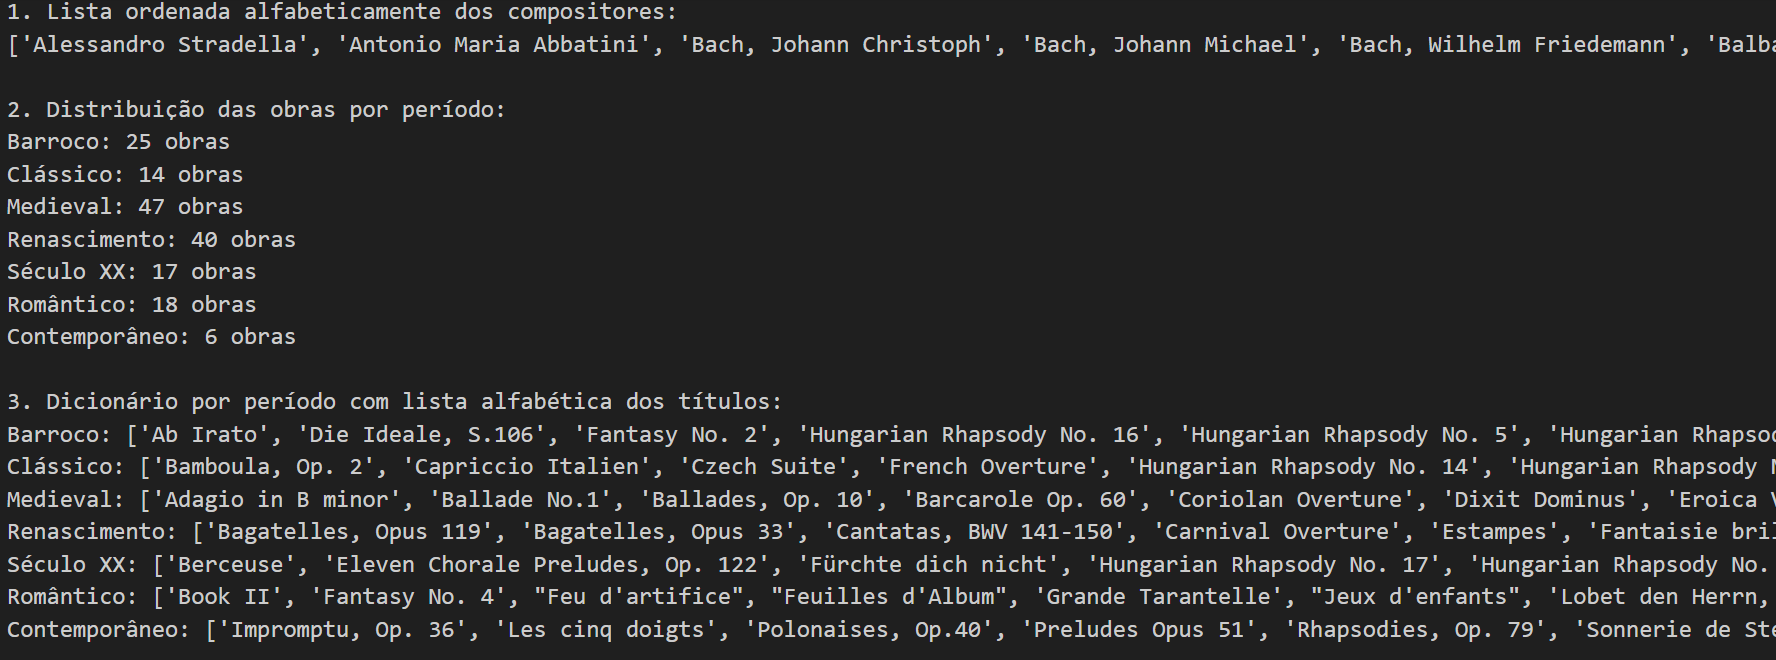 1. Lista ordenada alfabeticamente dos compositores:
['Alessandro Stradella', 'Antonio Maria Abbatini', 'Bach, Johann Christoph', 'Bach, Johann Michael', 'Bach, Wilhelm Friedemann', 'Balba
2. Distribuição das obras por período:
Barroco: 25 obras
Clássico: 14 obras
Medieval: 47 obras
Renascimento: 40 obras
Século XX: 17 obras
Romântico: 18 obras
Contemporâneo: 6 obras
3. Dicionário por período com lista alfabética dos títulos:
Barroco: ['Ab Irato', 'Die Ideale, S.106', 'Fantasy No. 2', 'Hungarian Rhapsody No. 16', 'Hungarian Rhapsody No. 5', 'Hungarian Rhapso
Clássico: ['Bamboula, Op. 2', 'Capriccio Italien', 'Czech Suite', 'French Overture', 'Hungarian Rhapsody No. 14', 'Hungarian Rhapsody N
Medieval: ['Adagio in B minor', 'Ballade No.1', 'Ballades, Op. 10', 'Barcarole Op. 60', 'Coriolan Overture', 'Dixit Dominus', 'Eroica V
Renascimento: ['Bagatelles, Opus 119', 'Bagatelles, Opus 33', 'Cantatas, BWV 141-150', 'Carnival Overture', 'Estampes', 'Fantaisie bril
Século XX: ['Berceuse', 'Eleven Chorale Preludes, Op. 122', 'Fürchte dich nicht', 'Hungarian Rhapsody No. 17', 'Hungarian Rhapsody No.
Romântico: ['Book II', 'Fantasy No. 4', "Feu d'artifice", "Feuilles d'Album", 'Grande Tarantelle', "Jeux d'enfants", 'Lobet den Herrn,
Contemporâneo: ['Impromptu, Op. 36', 'Les cinq doigts', 'Polonaises, Op.40', 'Preludes Opus 51', 'Rhapsodies, Op. 79', 'Sonnerie de Ste